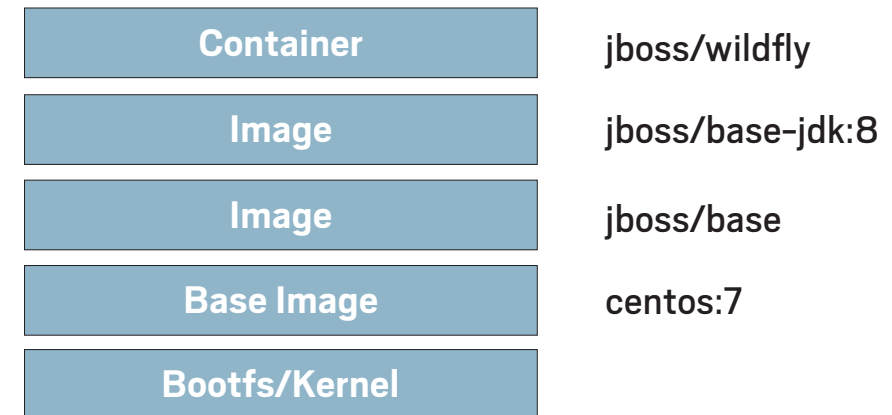 Container jboss/wildfly
Image jboss/base-jdk:8
Image jboss/base
Base Image centos:7
Bootfs/Kernel